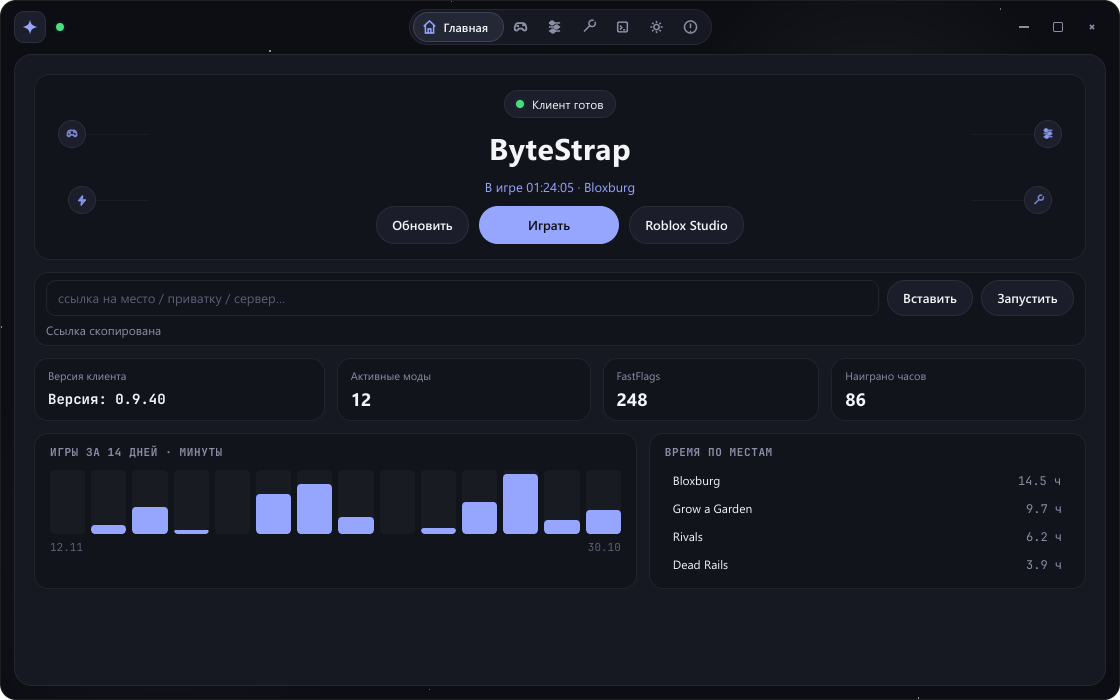 Главная
Клиент готов
ByteStrap
В игре 01:24:05 · Bloxburg
Обновить
Играть
Roblox Studio
ссылка на место / приватку / сервер...
Вставить
Запустить
Ссылка скопирована
Версия клиента
Версия: 0.9.40
Активные моды
12
FastFlags
248
Наиграно часов
86
ИГРЫ ЗА 14 ДНЕЙ · МИНУТЫ
12.11
30.10
ВРЕМЯ ПО МЕСТАМ
Bloxburg 14.5 ч
Grow a Garden 9.7 ч
Rivals 6.2 ч
Dead Rails 3.9 ч